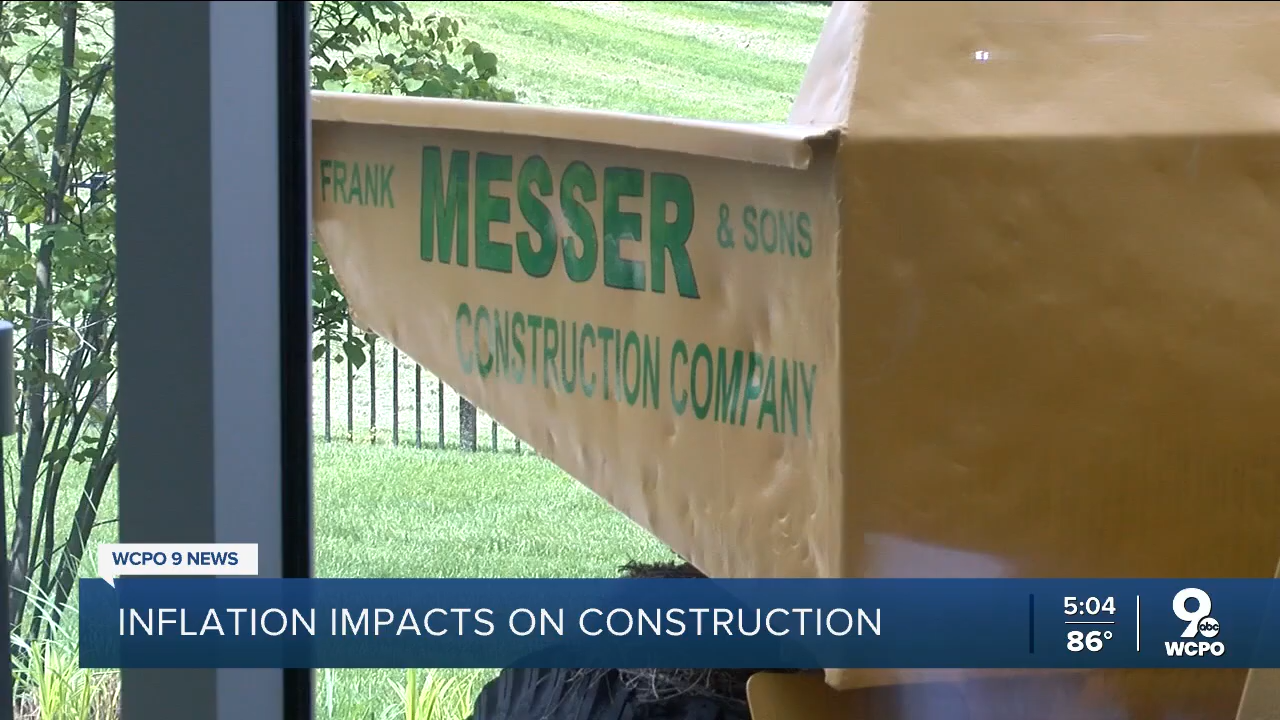 FRANK MESSER & SONS
CONSTRUCTION COMPANY
WCPO 9 NEWS
INFLATION IMPACTS ON CONSTRUCTION
5:04
86°
9 abc
WCPO